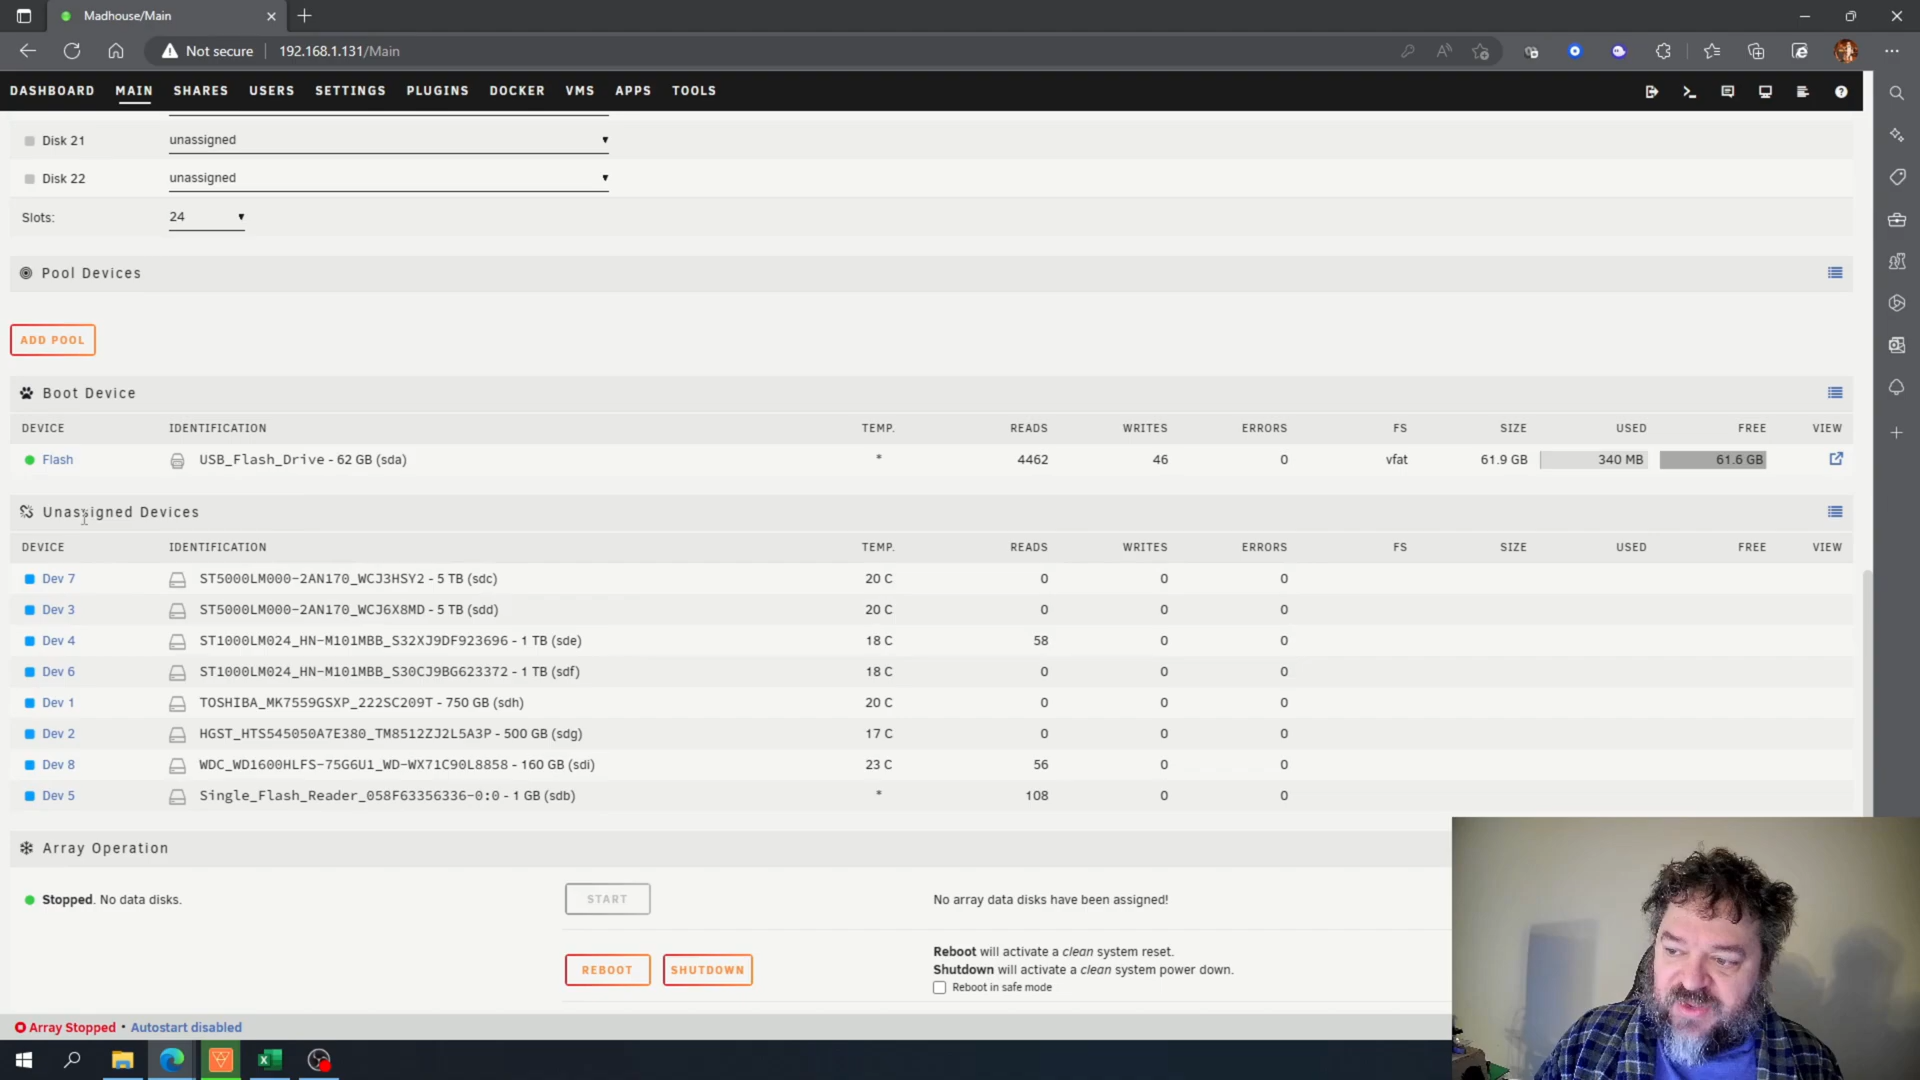 Madhouse/Main
Not secure
192.168.1.131/Main
DASHBOARD MAIN SHARES USERS SETTINGS PLUGINS DOCKER VMS APPS TOOLS
Disk 21 unassigned
Disk 22 unassigned
Slots: 24
Pool Devices
ADD POOL
Boot Device
DEVICE IDENTIFICATION TEMP. READS WRITES ERRORS FS SIZE USED FREE VIEW
Flash USB_Flash_Drive - 62 GB (sda) * 4462 46 0 vfat 61.9 GB 340 MB 61.6 GB
Unassigned Devices
DEVICE IDENTIFICATION TEMP. READS WRITES ERRORS FS SIZE USED FREE VIEW
Dev 7 ST5000LM000-2AN170_WCJ3HSY2 - 5 TB (sdc) 20 C 0 0 0
Dev 3 ST5000LM000-2AN170_WCJ6X8MD - 5 TB (sdd) 20 C 0 0 0
Dev 4 ST1000LM024_HN-M101MBB_S32XJ9DF923696 - 1 TB (sde) 18 C 58 0 0
Dev 6 ST1000LM024_HN-M101MBB_S30CJ9BG623372 - 1 TB (sdf) 18 C 0 0 0
Dev 1 TOSHIBA_MK7559GSXP_222SC209T - 750 GB (sdh) 20 C 0 0 0
Dev 2 HGST_HTS545050A7E380_TM8512ZJ2L5A3P - 500 GB (sdg) 17 C 0 0 0
Dev 8 WDC_WD1600HLFS-75G6U1_WD-WX71C90L8858 - 160 GB (sdi) 23 C 56 0 0
Dev 5 Single_Flash_Reader_058F63356336-0:0 - 1 GB (sdb) * 108 0 0
Array Operation
Stopped. No data disks. START No array data disks have been assigned!
REBOOT SHUTDOWN Reboot will activate a clean system reset.
Shutdown will activate a clean system power down.
Reboot in safe mode
Array Stopped • Autostart disabled